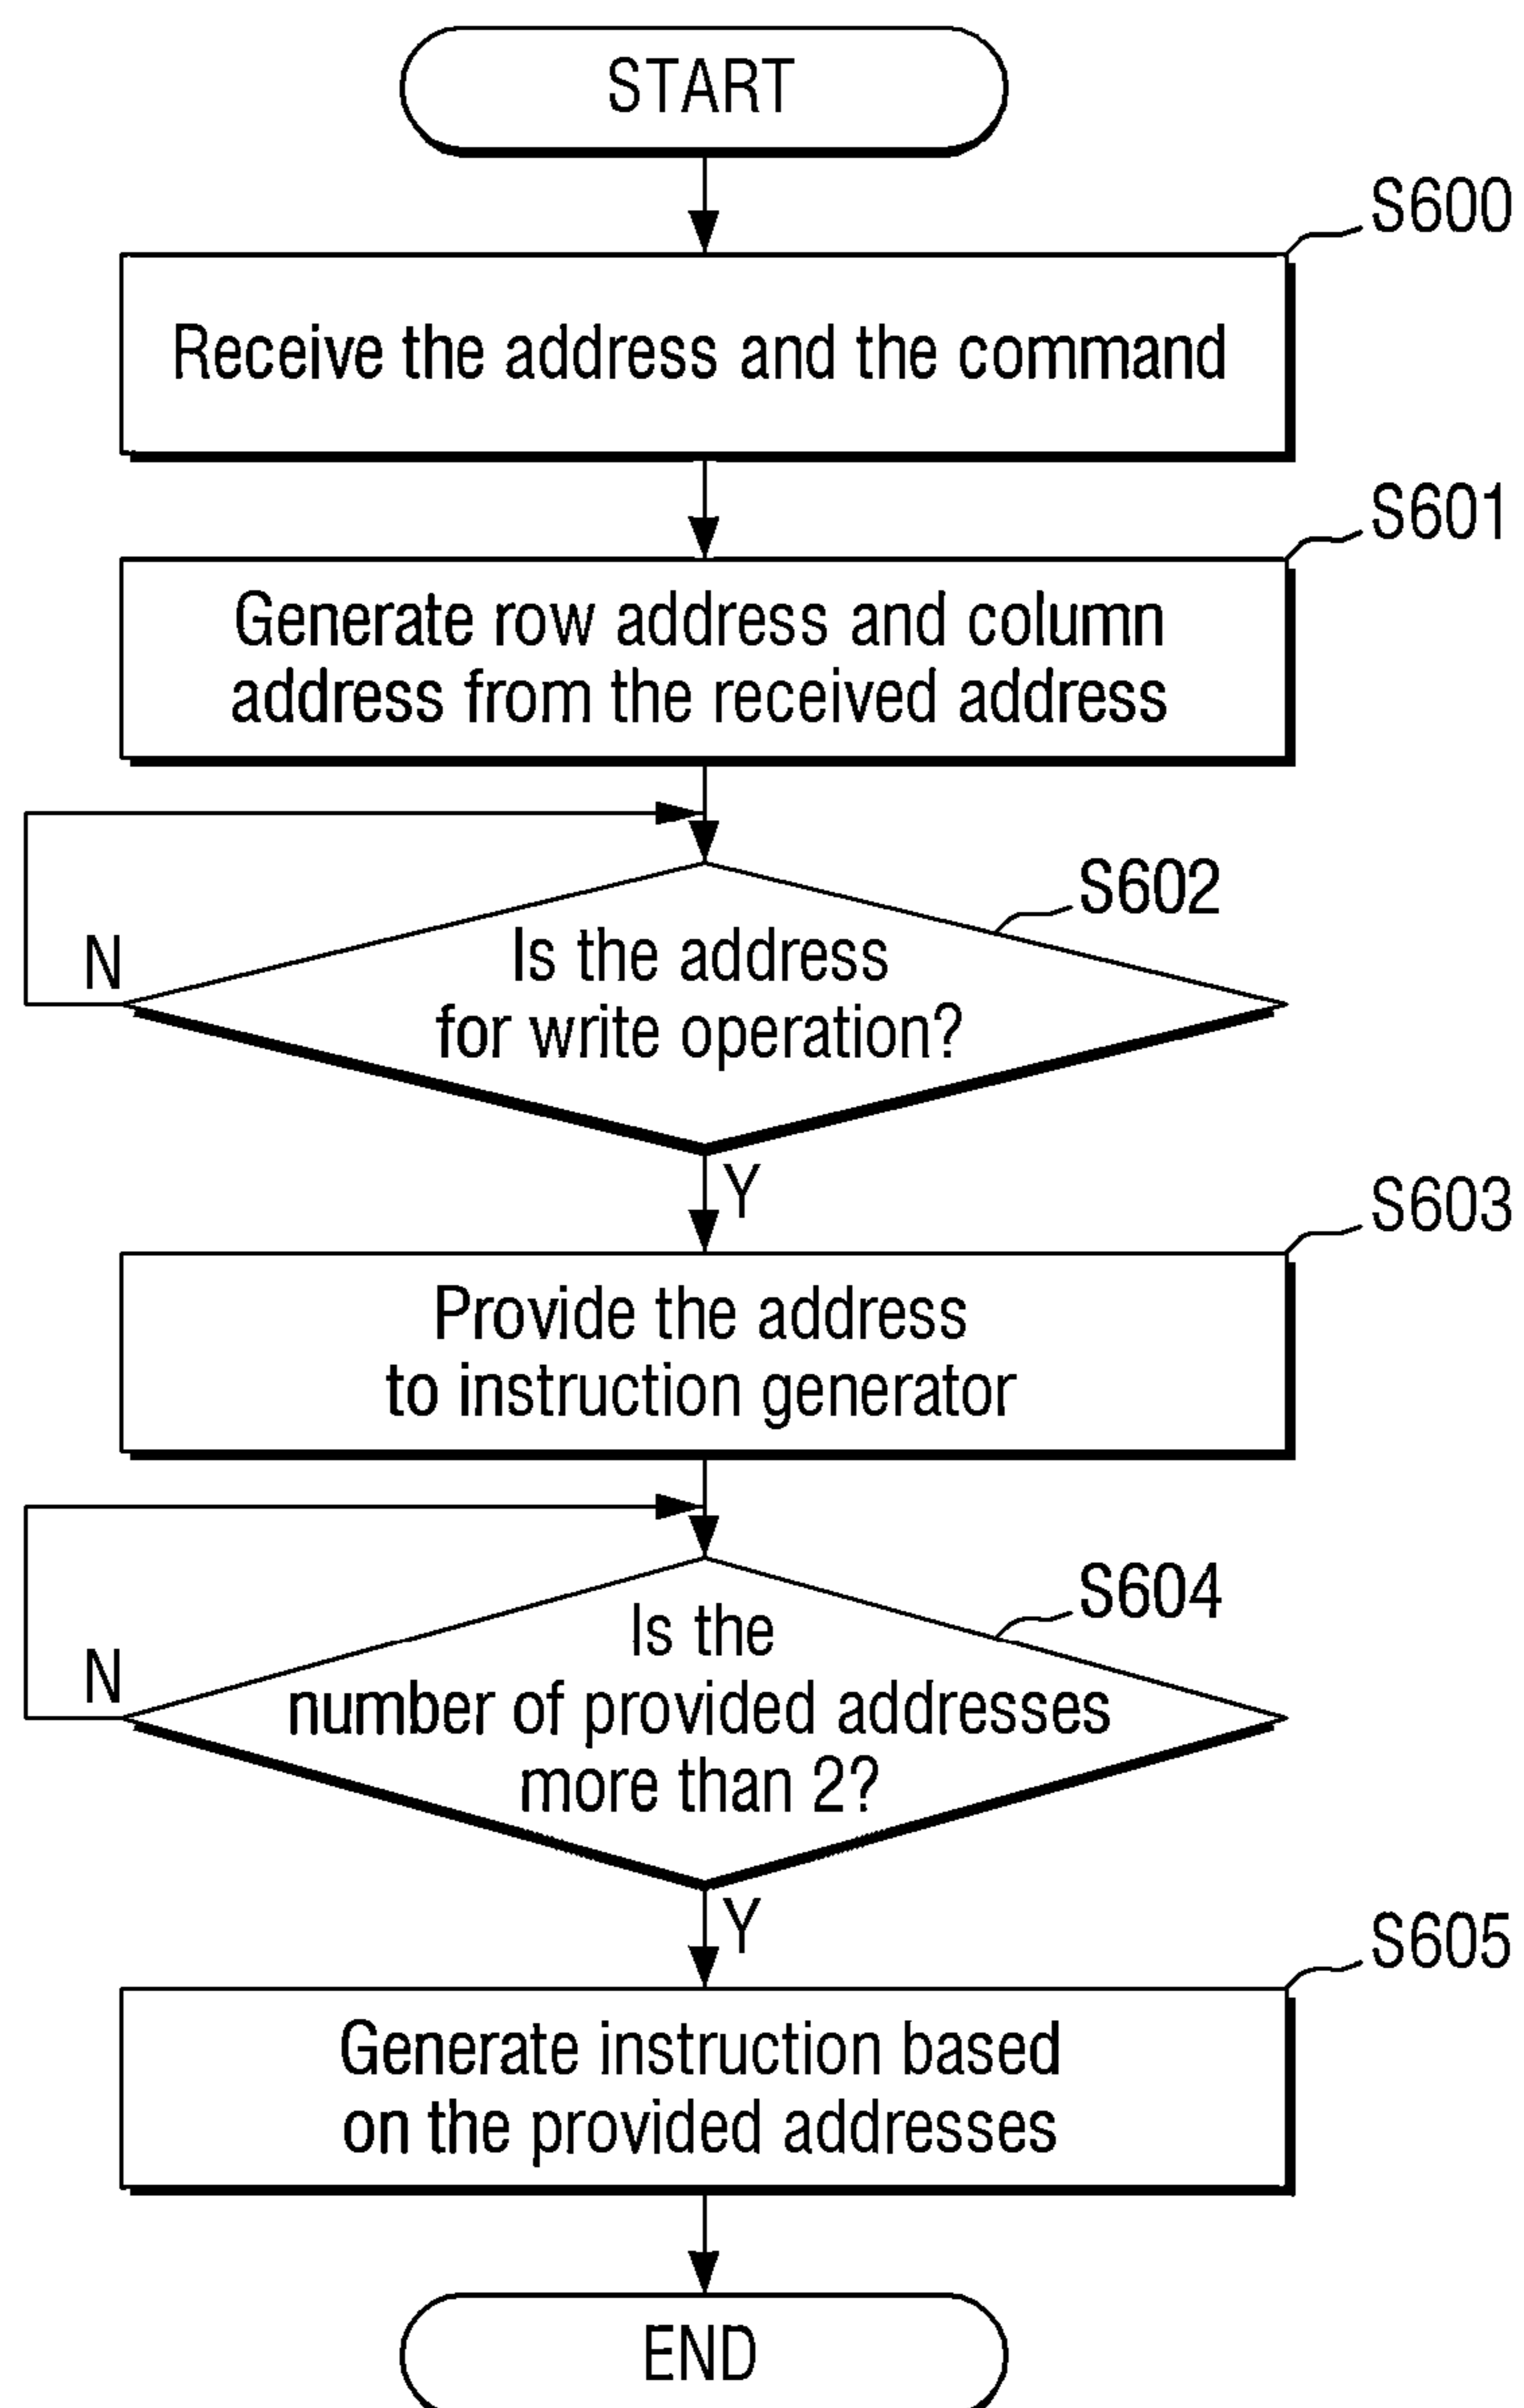 START
S600
Receive the address and the command
S601
Generate row address and column
address from the received address
S602
Is the address
for write operation?
N
Y
S603
Provide the address
to instruction generator
S604
Is the
number of provided addresses
more than 2?
N
Y
S605
Generate instruction based
on the provided addresses
END